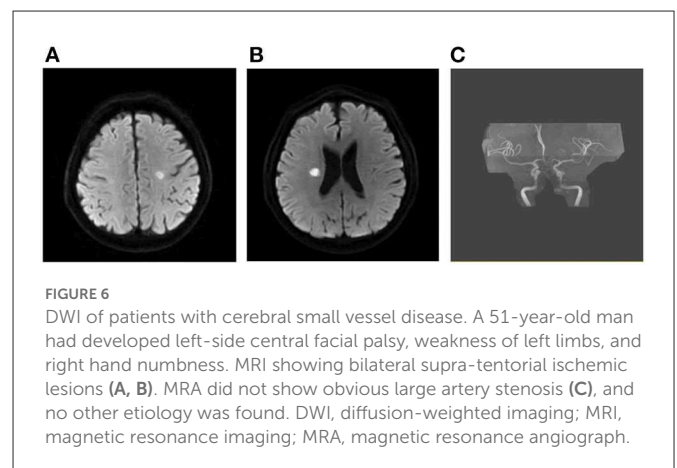 A B C
FIGURE 6
DWI of patients with cerebral small vessel disease. A 51-year-old man
had developed left-side central facial palsy, weakness of left limbs, and
right hand numbness. MRI showing bilateral supra-tentorial ischemic
lesions (A, B). MRA did not show obvious large artery stenosis (C), and
no other etiology was found. DWI, diffusion-weighted imaging; MRI,
magnetic resonance imaging; MRA, magnetic resonance angiograph.